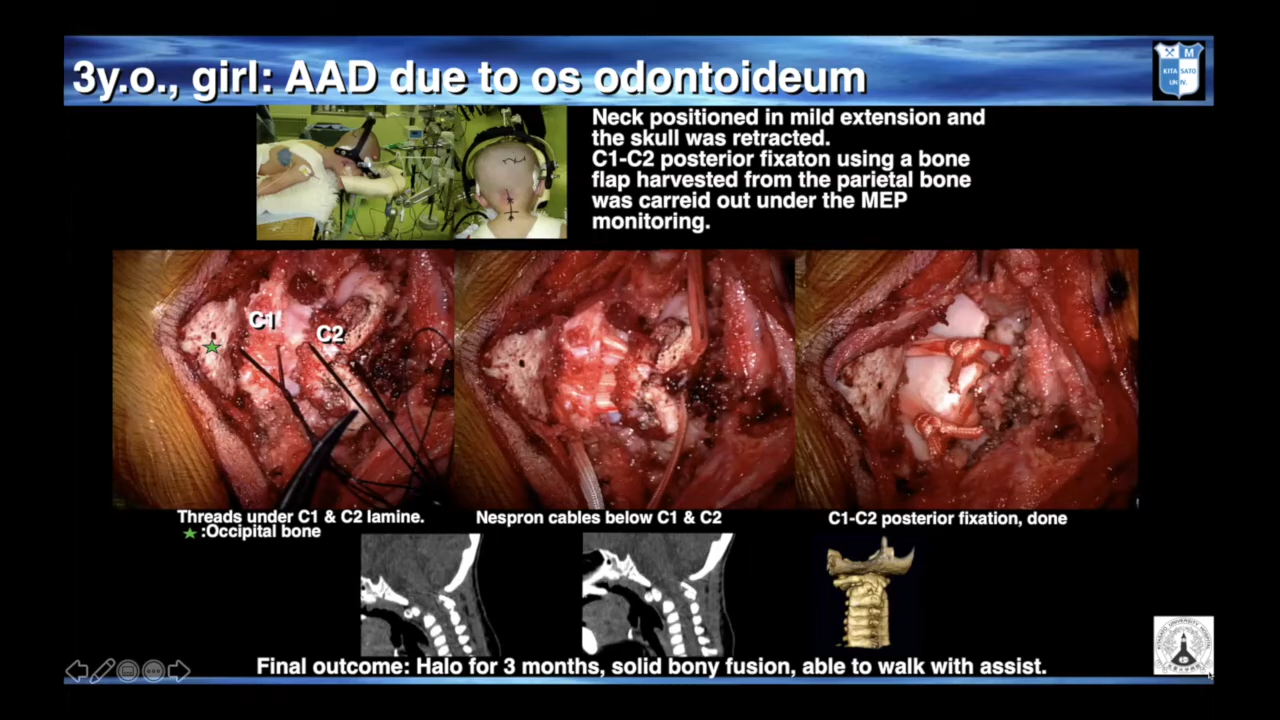 3y.o., girl: AAD due to os odontoideum
X M
KITA SATO
UNIV.
Neck positioned in mild extension and
the skull was retracted.
C1-C2 posterior fixaton using a bone
flap harvested from the parietal bone
was carreid out under the MEP
monitoring.
C1
C2
Threads under C1 & C2 lamine.
:Occipital bone
Nespron cables below C1 & C2
C1-C2 posterior fixation, done
Final outcome: Halo for 3 months, solid bony fusion, able to walk with assist.